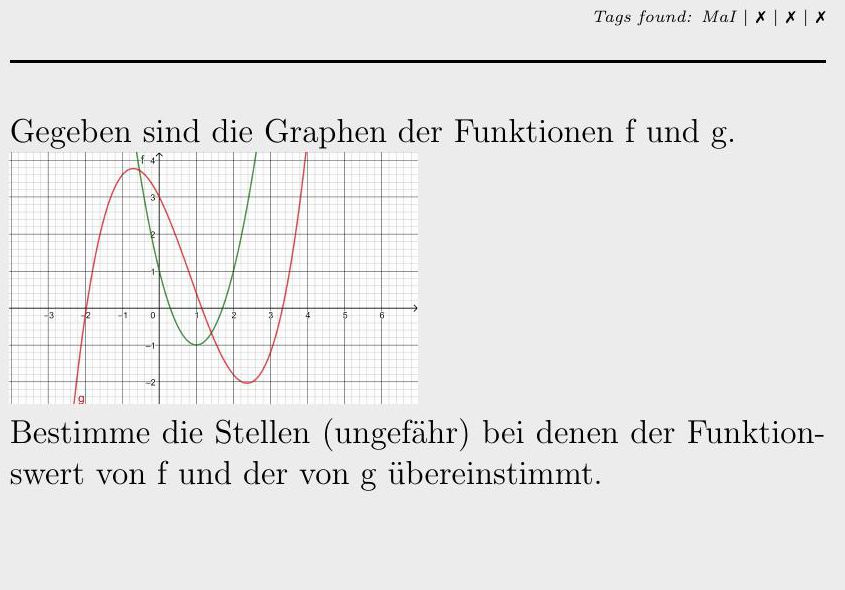 Tags found: MaI | ✗ | ✗ | ✗
Gegeben sind die Graphen der Funktionen f und g.
f 4
3
2
1
-3 -2 -1 0 1 2 3 4 5 6
-1
-2
g
Bestimme die Stellen (ungefähr) bei denen der Funktion-
swert von f und der von g übereinstimmt.